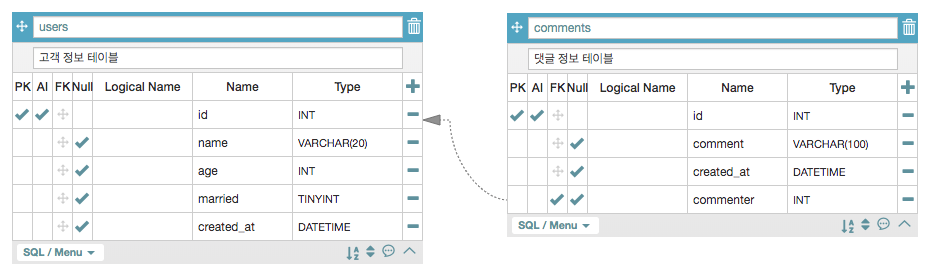 users
고객 정보 테이블
PK AI FK Null Logical Name Name Type
id INT
name VARCHAR(20)
age INT
married TINYINT
created_at DATETIME
SQL / Menu
comments
댓글 정보 테이블
PK AI FK Null Logical Name Name Type
id INT
comment VARCHAR(100)
created_at DATETIME
commenter INT
SQL / Menu